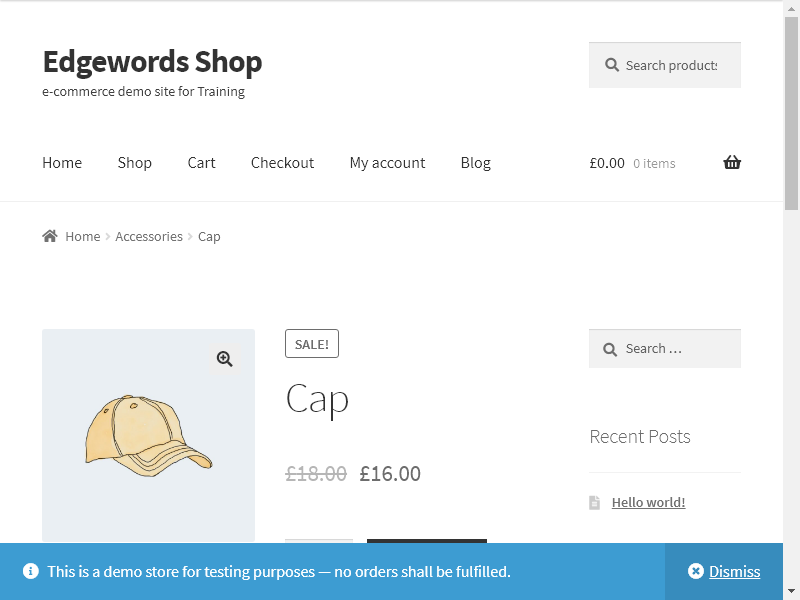 Edgewords Shop
e-commerce demo site for Training
Search products
Home Shop Cart Checkout My account Blog
£0.00 0 items
Home Accessories Cap
SALE!
Cap
£18.00 £16.00
Search …
Recent Posts
Hello world!
This is a demo store for testing purposes — no orders shall be fulfilled.
Dismiss